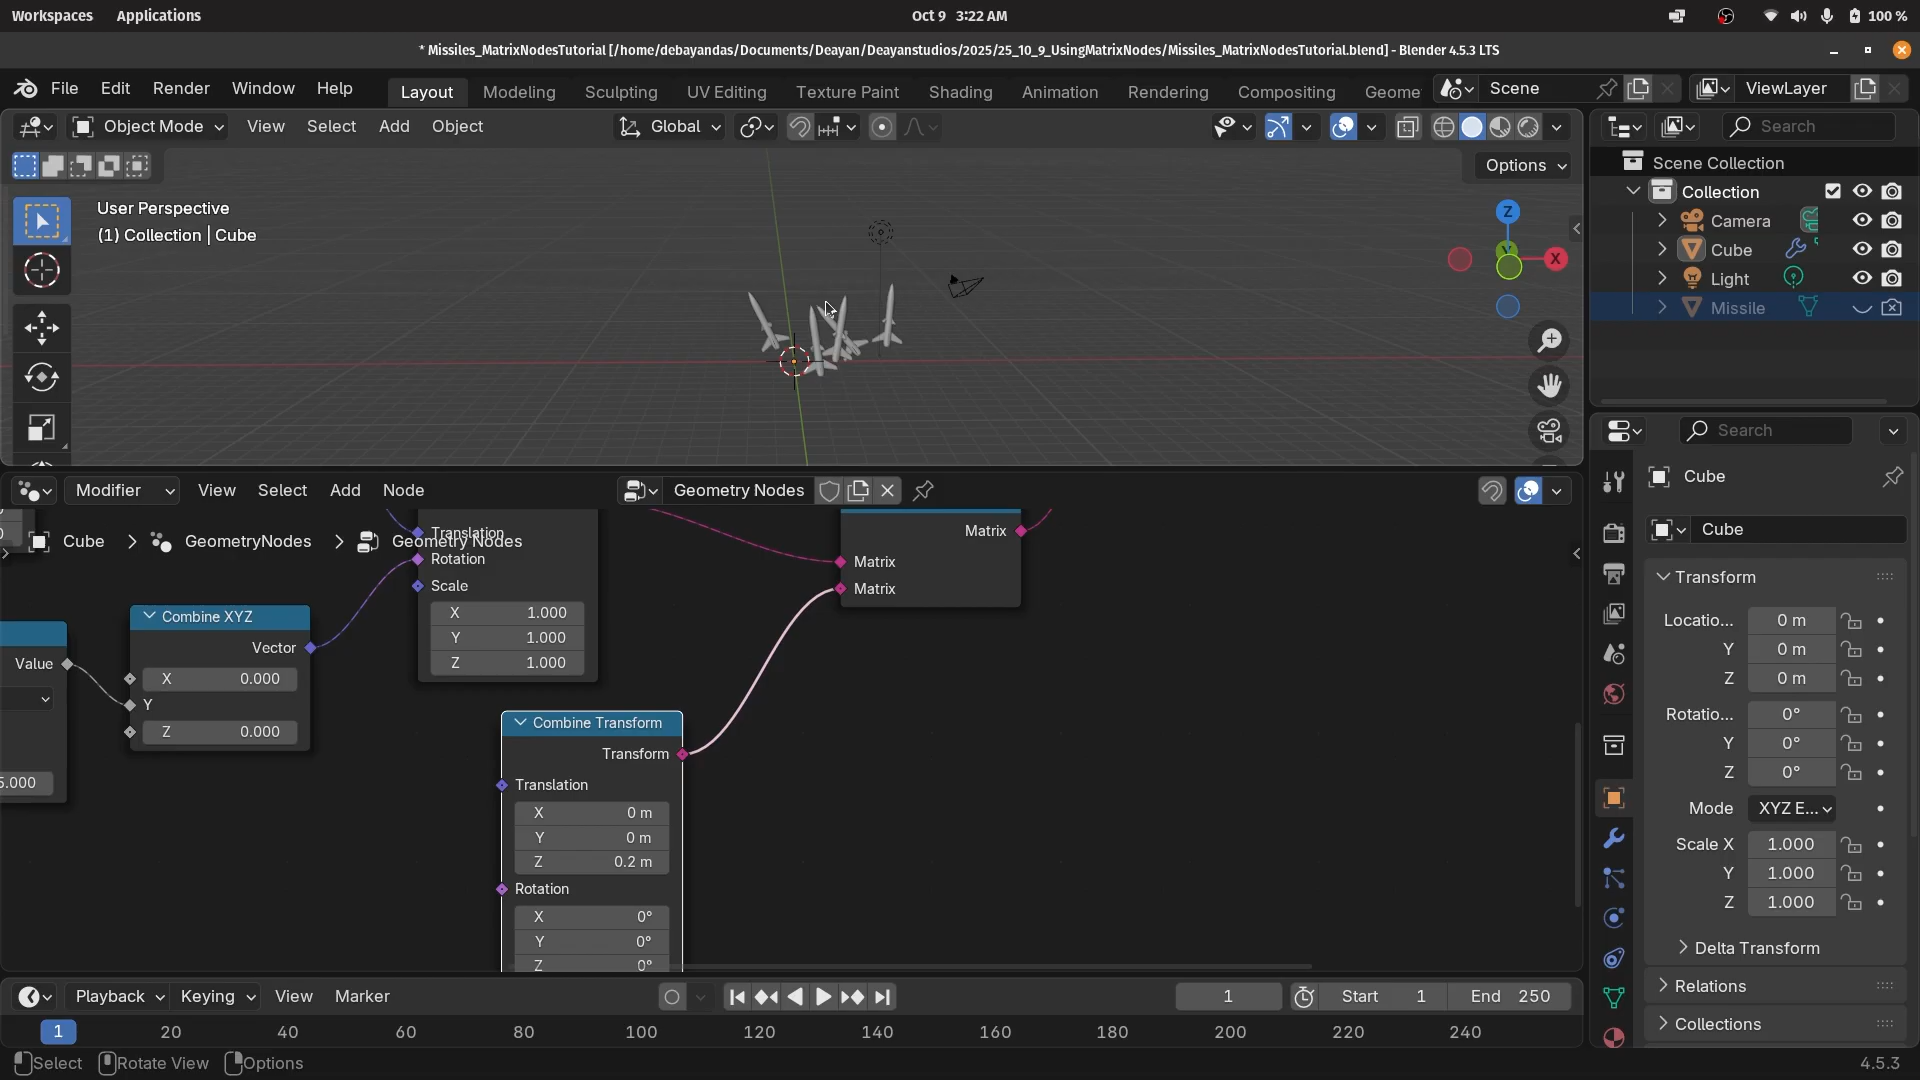 Workspaces Applications Oct 9 3:22 AM 100 %
* Missiles_MatrixNodesTutorial [/home/debayandas/Documents/Deayan/Deayanstudios/2025/25_10_9_UsingMatrixNodes/Missiles_MatrixNodesTutorial.blend] - Blender 4.5.3 LTS
File Edit Render Window Help Layout Modeling Sculpting UV Editing Texture Paint Shading Animation Rendering Compositing Geome Scene ViewLayer
Object Mode View Select Add Object Global Search
Options
Scene Collection
User Perspective
(1) Collection | Cube
Z
Y
X
Collection
Camera
Cube
Light
Missile
Search
Cube
Modifier View Select Add Node Geometry Nodes
Cube > GeometryNodes > Geometry Nodes
Translation
Rotation
Scale
X 1.000
Y 1.000
Z 1.000
Matrix
Matrix
Matrix
Value
5.000
Combine XYZ
Vector
X 0.000
Y
Z 0.000
Combine Transform
Transform
Translation
X 0 m
Y 0 m
Z 0.2 m
Rotation
X 0°
Y 0°
Z 0°
Cube
Transform
Locatio... 0 m
Y 0 m
Z 0 m
Rotatio... 0°
Y 0°
Z 0°
Mode XYZ E...
Scale X 1.000
Y 1.000
Z 1.000
Delta Transform
Relations
Collections
Playback Keying View Marker 1 Start 1 End 250
1 20 40 60 80 100 120 140 160 180 200 220 240
Select Rotate View Options 4.5.3